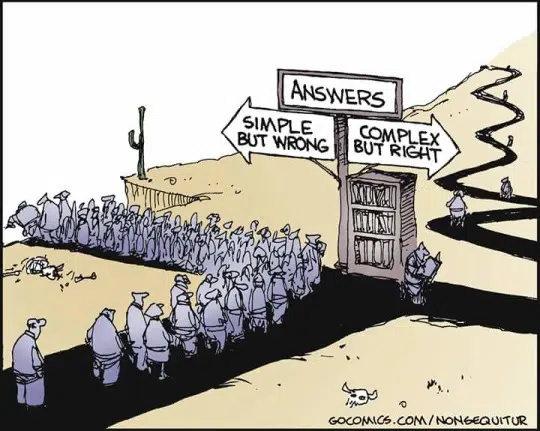 ANSWERS
SIMPLE
BUT WRONG
COMPLEX
BUT RIGHT
GOCOMICS.COM/NONSEQUITUR